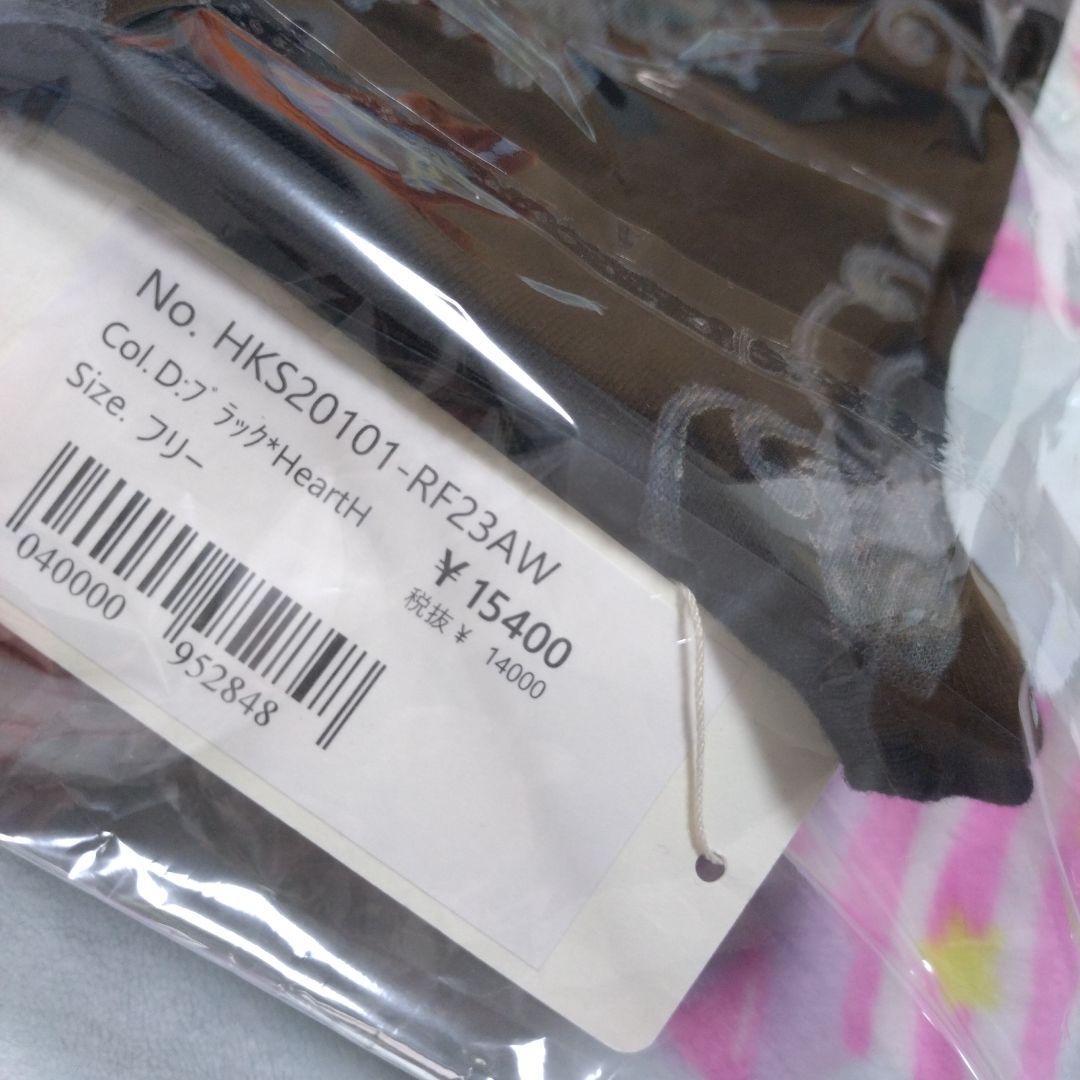 No. HKS20101-RF23AW
Col.D:ﾌﾞﾗｯｸ*HeartH
Size. フリー
¥ 15400
税抜 ¥ 14000
040000 952848